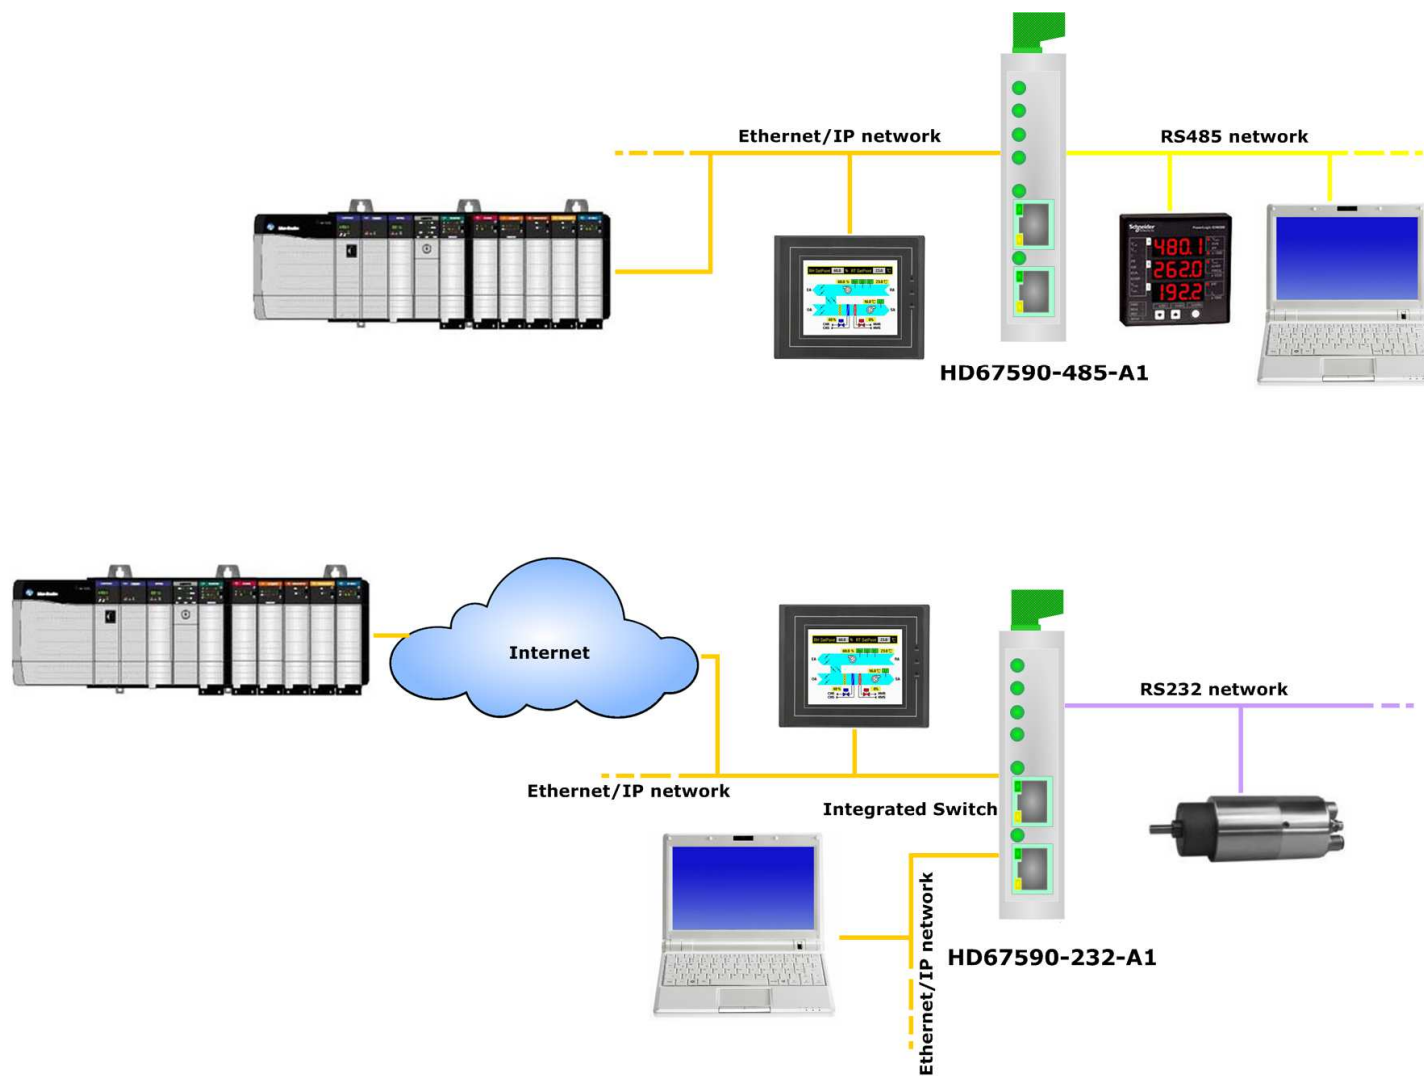 Ethernet/IP network
RS485 network
Schneider
480.1
262.0
192.2
HD67590-485-A1
Internet
RS232 network
Ethernet/IP network
Integrated Switch
Ethernet/IP network
HD67590-232-A1